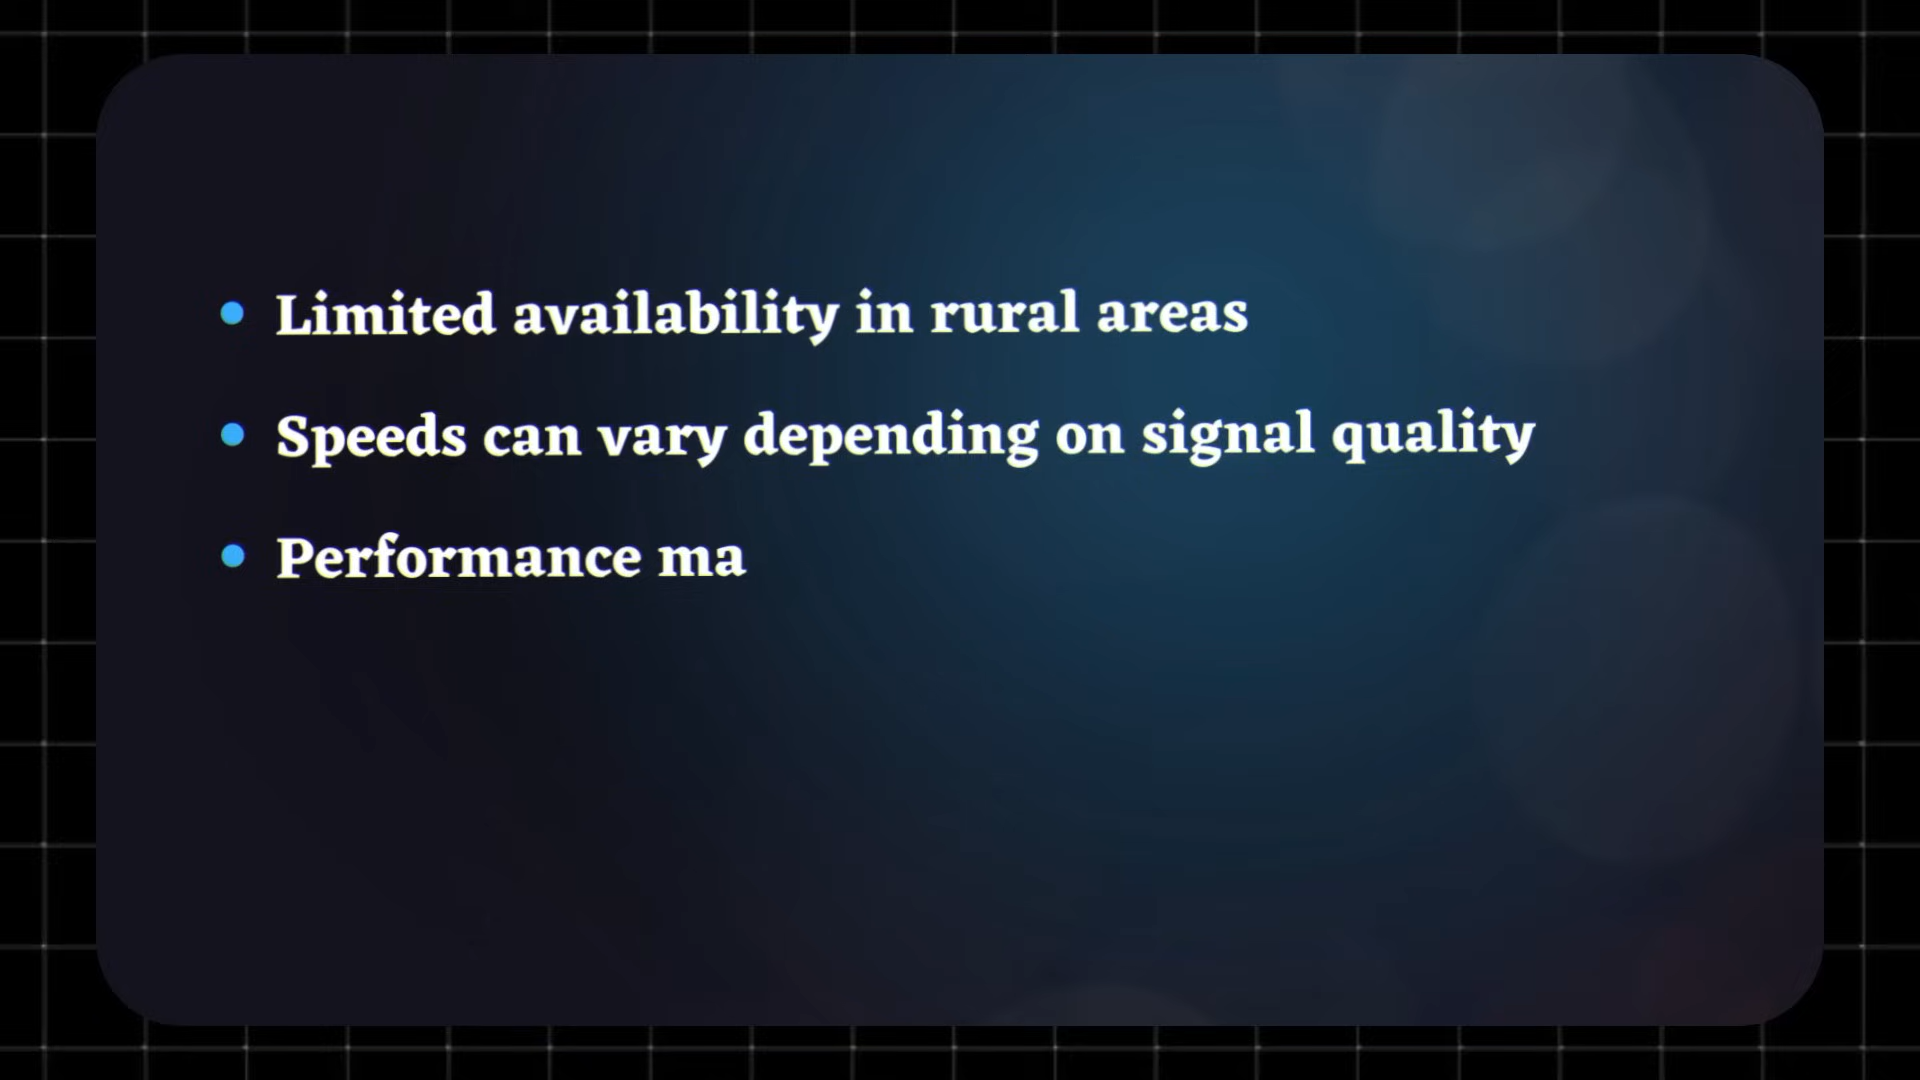 Limited availability in rural areas
Speeds can vary depending on signal quality
Performance ma